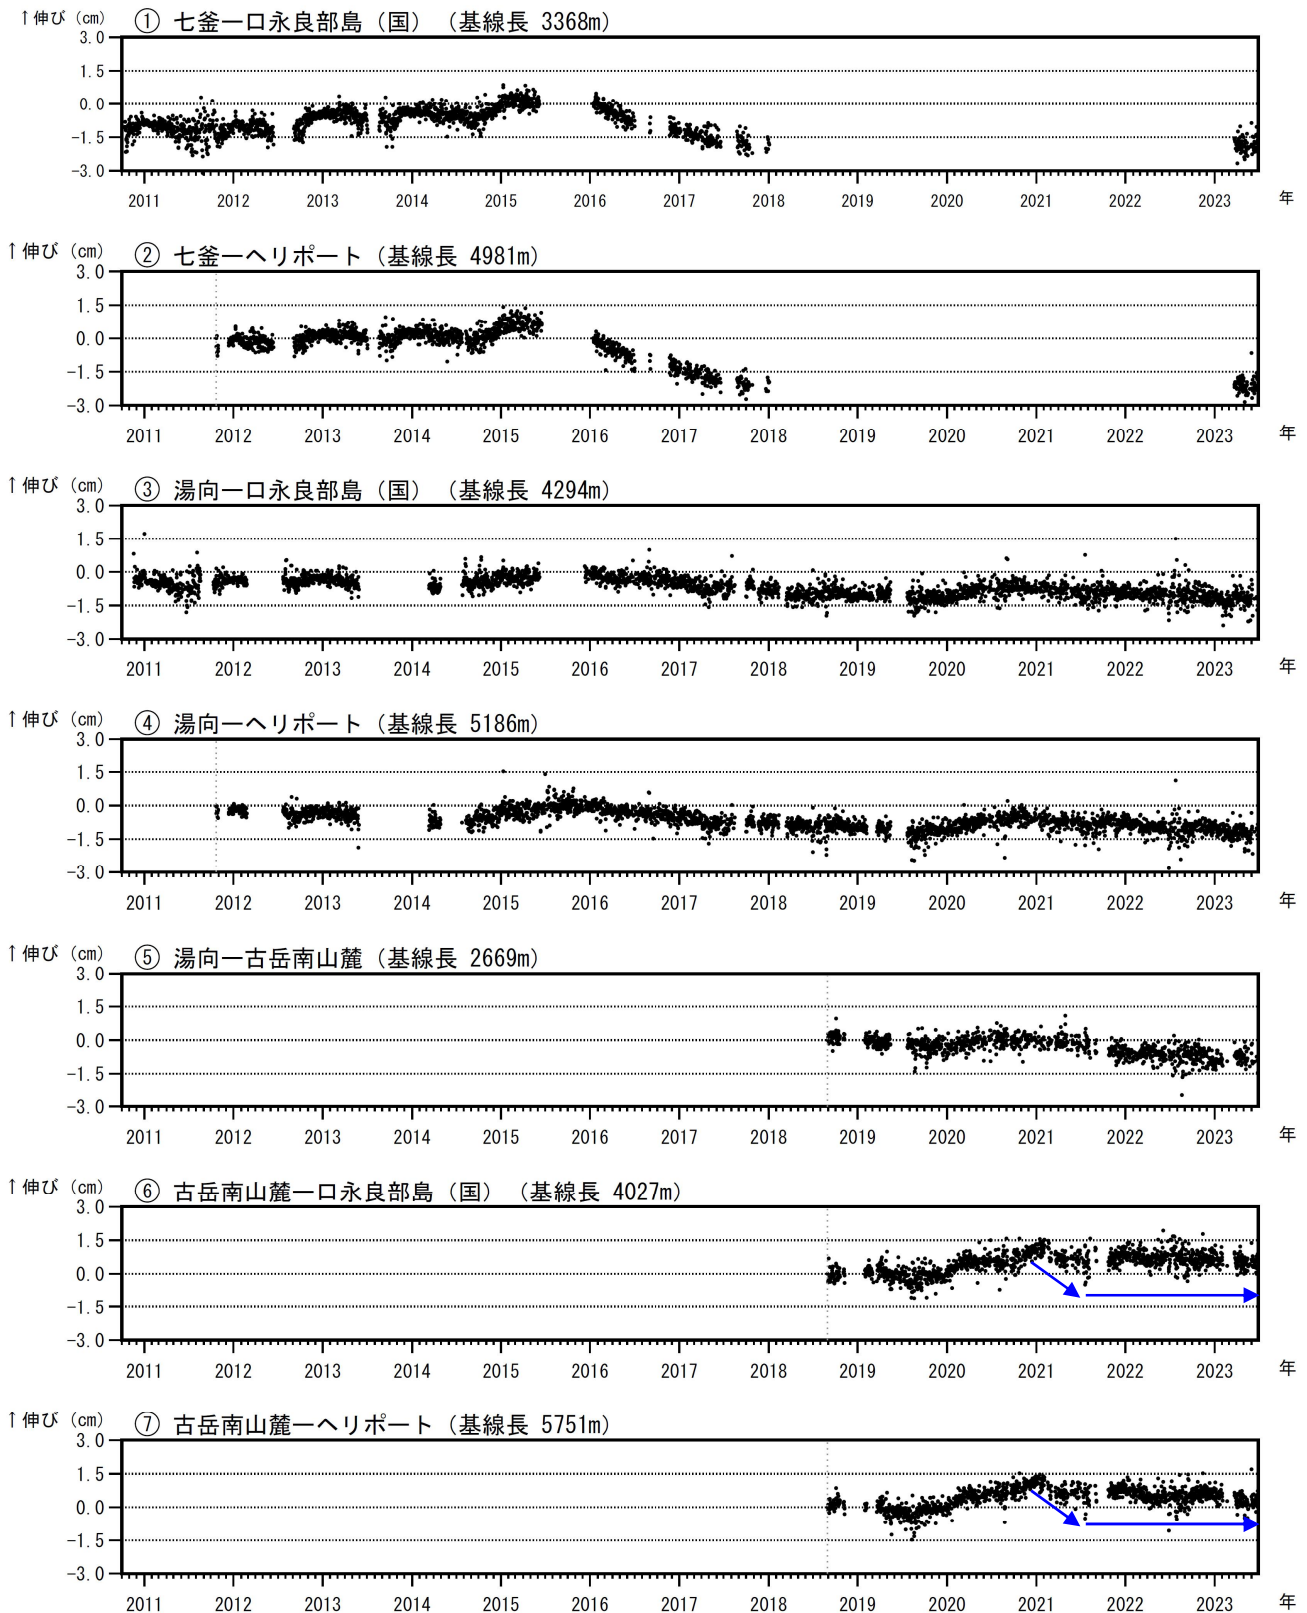 ↑伸び (cm) ① 七釜ー口永良部島（国）（基線長 3368m）
3.0
1.5
0.0
−1.5
−3.0
2011 2012 2013 2014 2015 2016 2017 2018 2019 2020 2021 2022 2023 年
↑伸び (cm) ② 七釜ーヘリポート（基線長 4981m）
3.0
1.5
0.0
−1.5
−3.0
2011 2012 2013 2014 2015 2016 2017 2018 2019 2020 2021 2022 2023 年
↑伸び (cm) ③ 湯向ー口永良部島（国）（基線長 4294m）
3.0
1.5
0.0
−1.5
−3.0
2011 2012 2013 2014 2015 2016 2017 2018 2019 2020 2021 2022 2023 年
↑伸び (cm) ④ 湯向ーヘリポート（基線長 5186m）
3.0
1.5
0.0
−1.5
−3.0
2011 2012 2013 2014 2015 2016 2017 2018 2019 2020 2021 2022 2023 年
↑伸び (cm) ⑤ 湯向ー古岳南山麓（基線長 2669m）
3.0
1.5
0.0
−1.5
−3.0
2011 2012 2013 2014 2015 2016 2017 2018 2019 2020 2021 2022 2023 年
↑伸び (cm) ⑥ 古岳南山麓ー口永良部島（国）（基線長 4027m）
3.0
1.5
0.0
−1.5
−3.0
2011 2012 2013 2014 2015 2016 2017 2018 2019 2020 2021 2022 2023 年
↑伸び (cm) ⑦ 古岳南山麓ーヘリポート（基線長 5751m）
3.0
1.5
0.0
−1.5
−3.0
2011 2012 2013 2014 2015 2016 2017 2018 2019 2020 2021 2022 2023 年